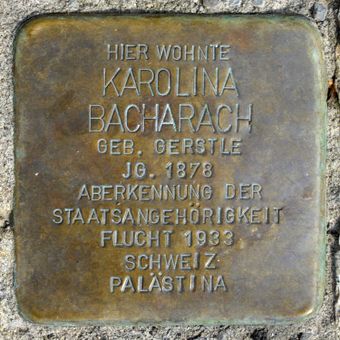 HIER WOHNTE
KAROLINA
BACHARACH
GEB. GERSTLE
JG. 1878
ABERKENNUNG DER
STAATSANGEHÖRIGKEIT
FLUCHT 1933
SCHWEIZ
PALÄSTINA